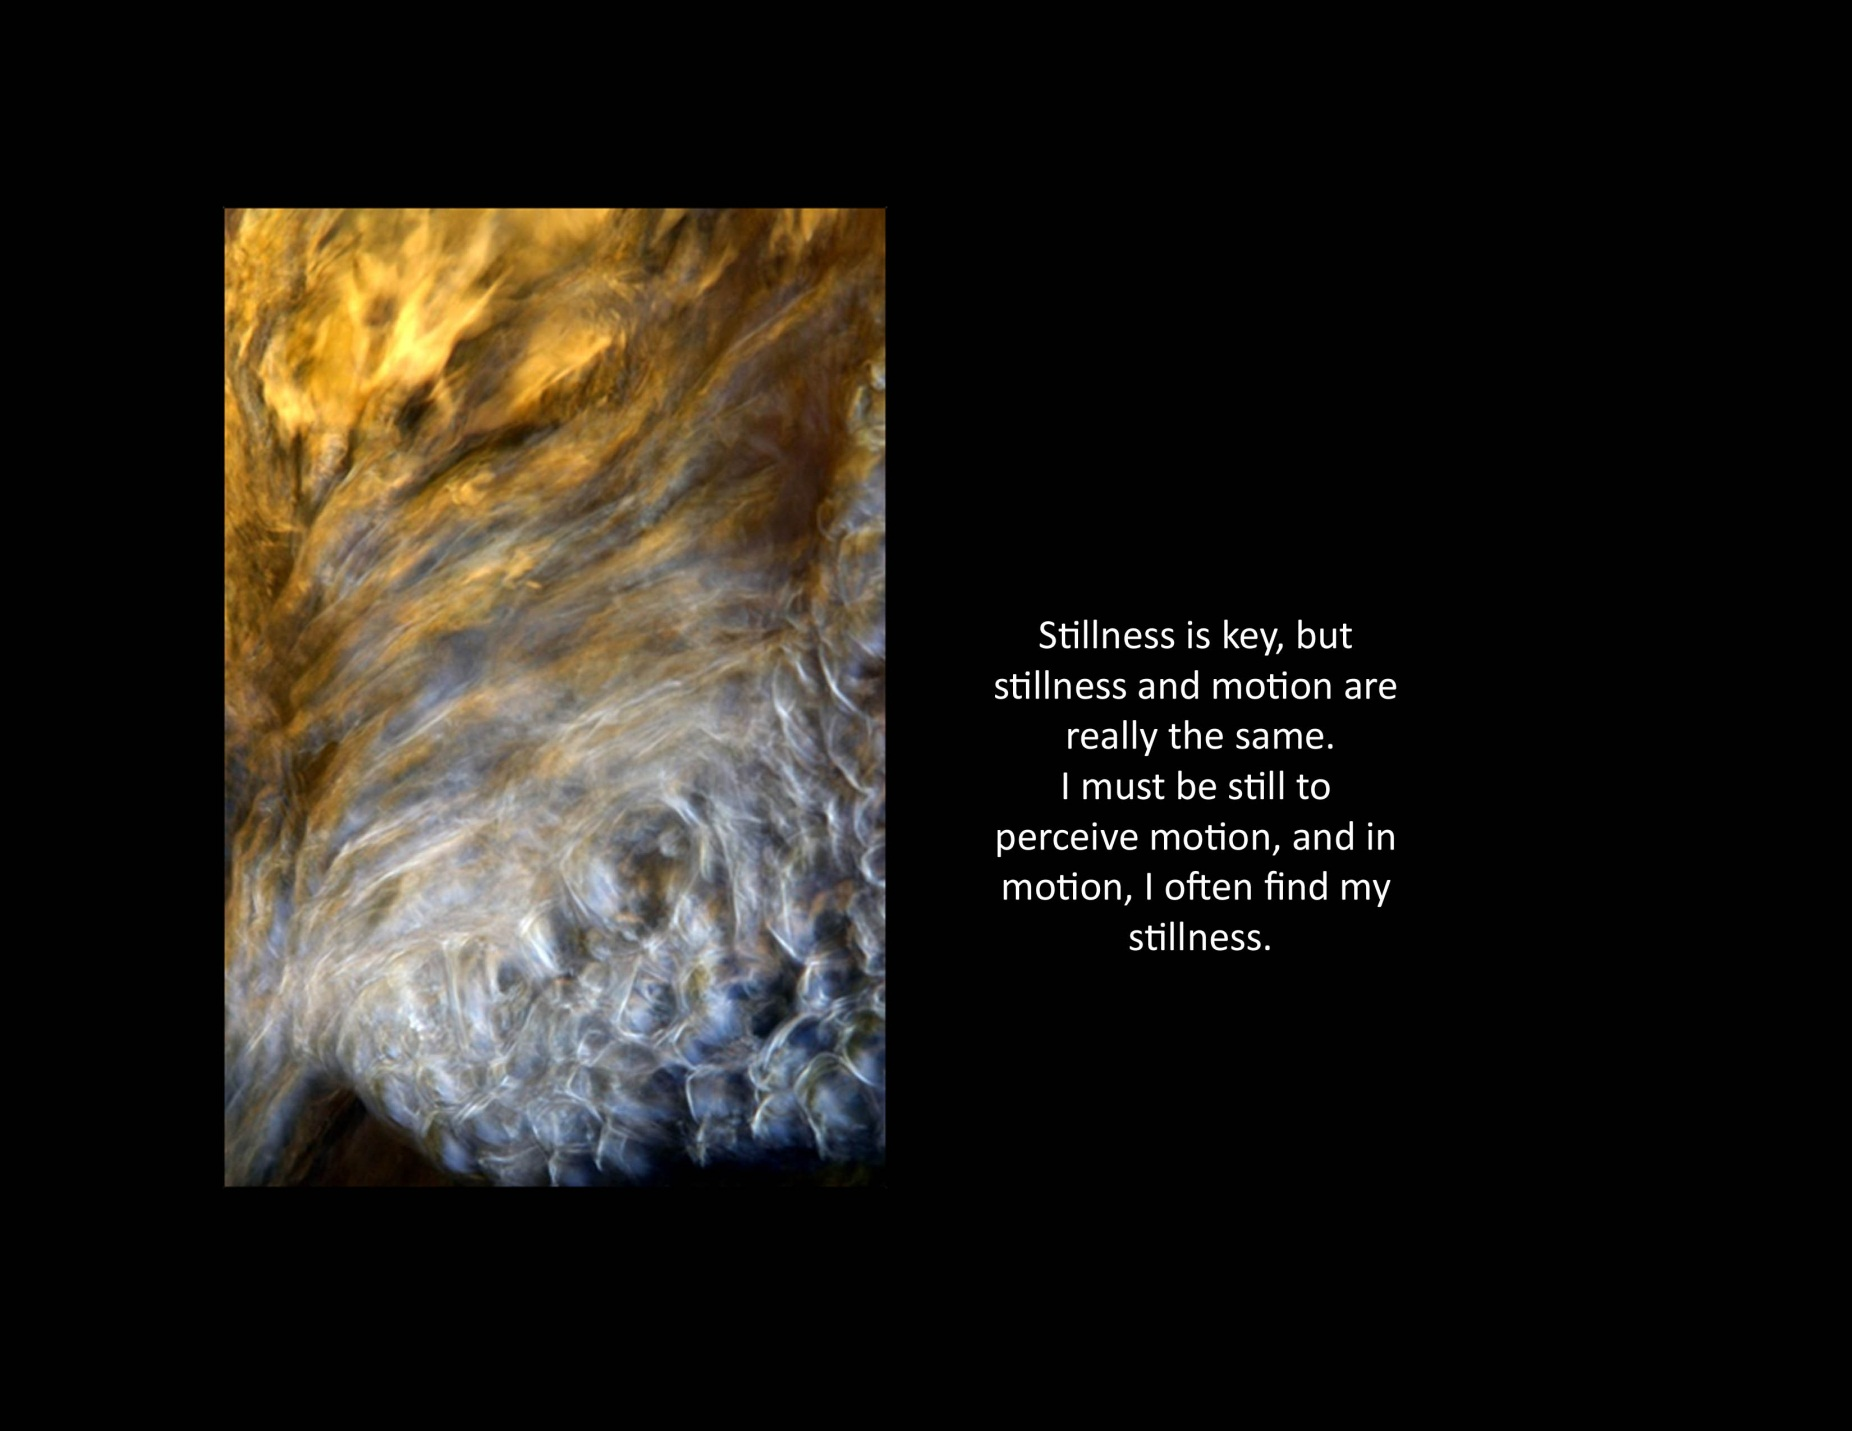 Stillness is key, but
stillness and motion are
really the same.
I must be still to
perceive motion, and in
motion, I often find my
stillness.